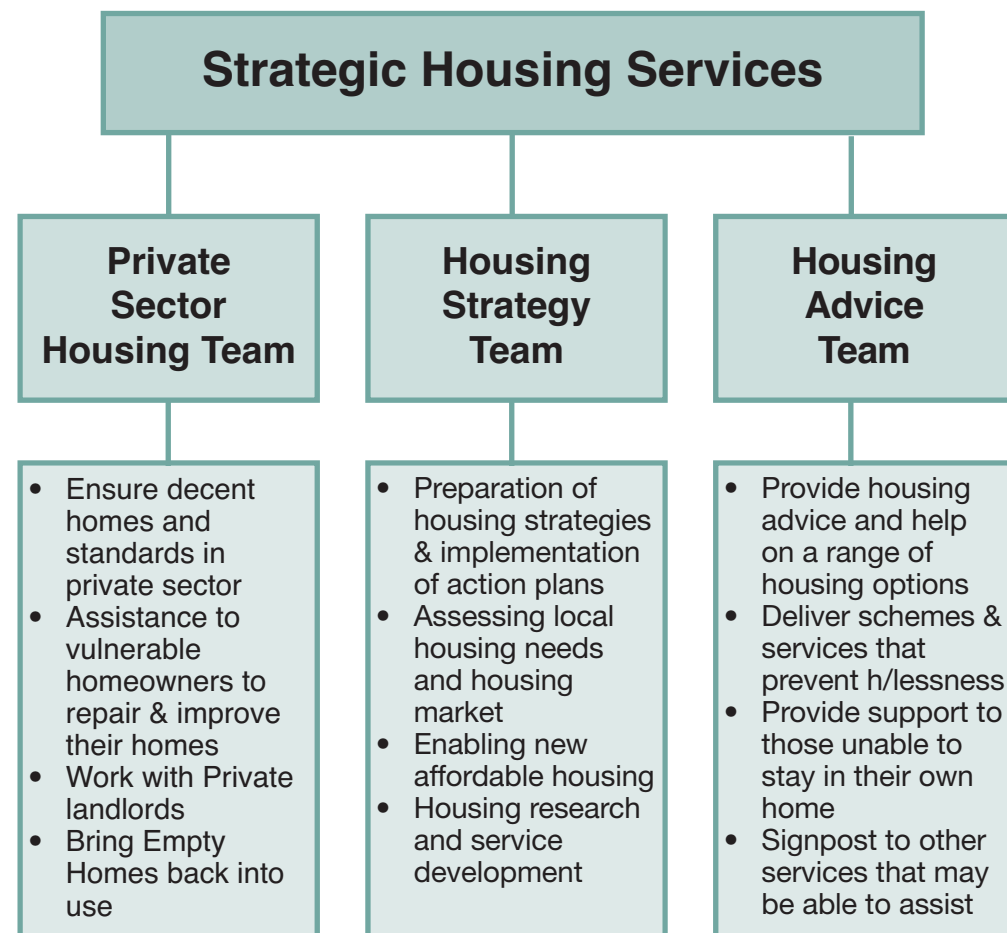 Strategic Housing Services
Private
Sector
Housing Team
Housing
Strategy
Team
Housing
Advice
Team
• Ensure decent
homes and
standards in
private sector
• Assistance to
vulnerable
homeowners to
repair & improve
their homes
• Work with Private
landlords
• Bring Empty
Homes back into
use
• Preparation of
housing strategies
& implementation
of action plans
• Assessing local
housing needs
and housing
market
• Enabling new
affordable housing
• Housing research
and service
development
• Provide housing
advice and help
on a range of
housing options
• Deliver schemes &
services that
prevent h/lessness
• Provide support to
those unable to
stay in their own
home
• Signpost to other
services that may
be able to assist